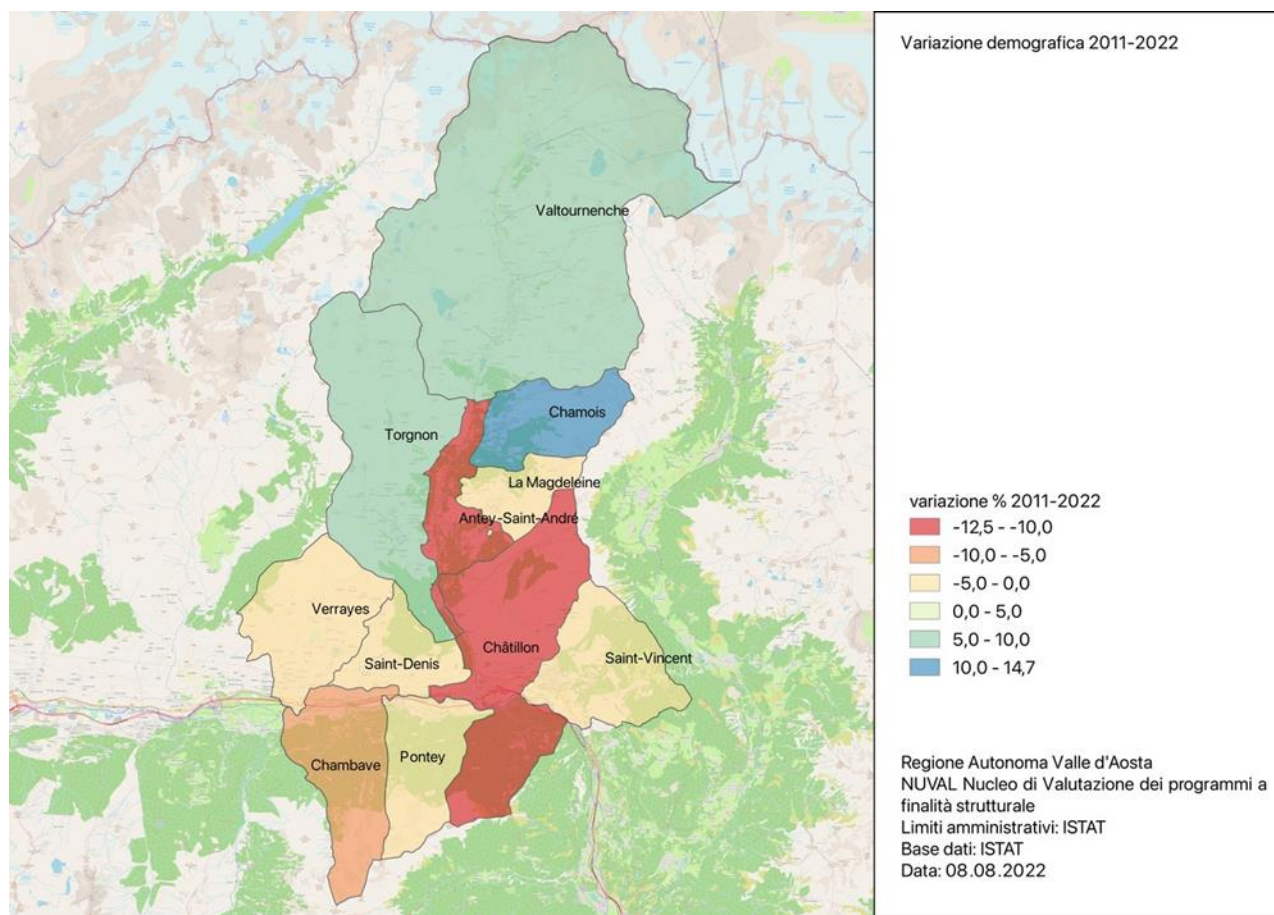 Variazione demografica 2011-2022
Valtournenche
Chamois
Torgnon
La Magdeleine
Antey-Saint-André
Verrayes
Châtillon
Saint-Denis
Saint-Vincent
Pontey
Chambave
variazione % 2011-2022
-12,5 - -10,0
-10,0 - -5,0
-5,0 - 0,0
0,0 - 5,0
5,0 - 10,0
10,0 - 14,7
Regione Autonoma Valle d'Aosta
NUVAL Nucleo di Valutazione dei programmi a
finalità strutturale
Limiti amministrativi: ISTAT
Base dati: ISTAT
Data: 08.08.2022